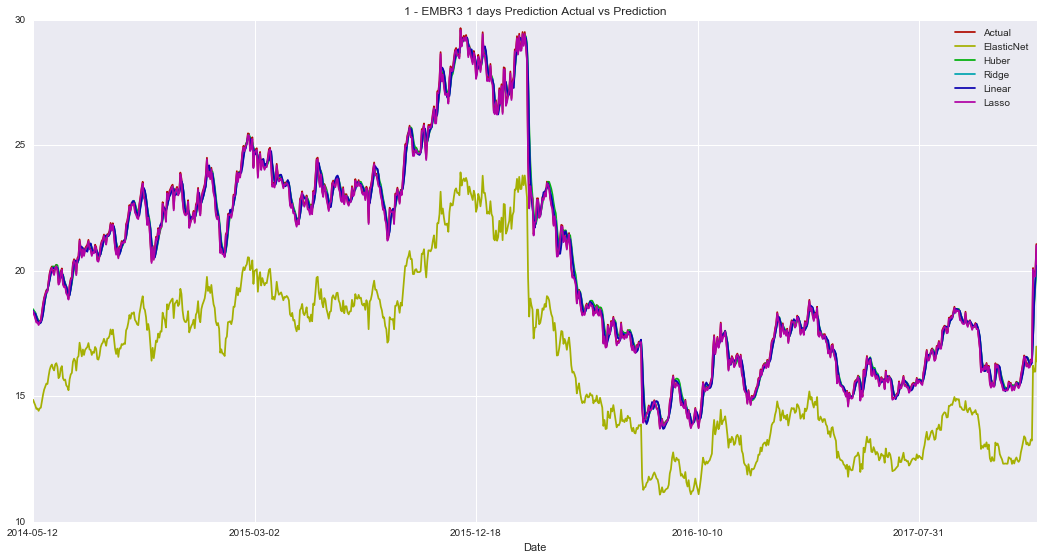 1 - EMBR3 1 days Prediction Actual vs Prediction
30
25
20
15
10
Actual
ElasticNet
Huber
Ridge
Linear
Lasso
2014-05-12
2015-03-02
2015-12-18
2016-10-10
2017-07-31
Date